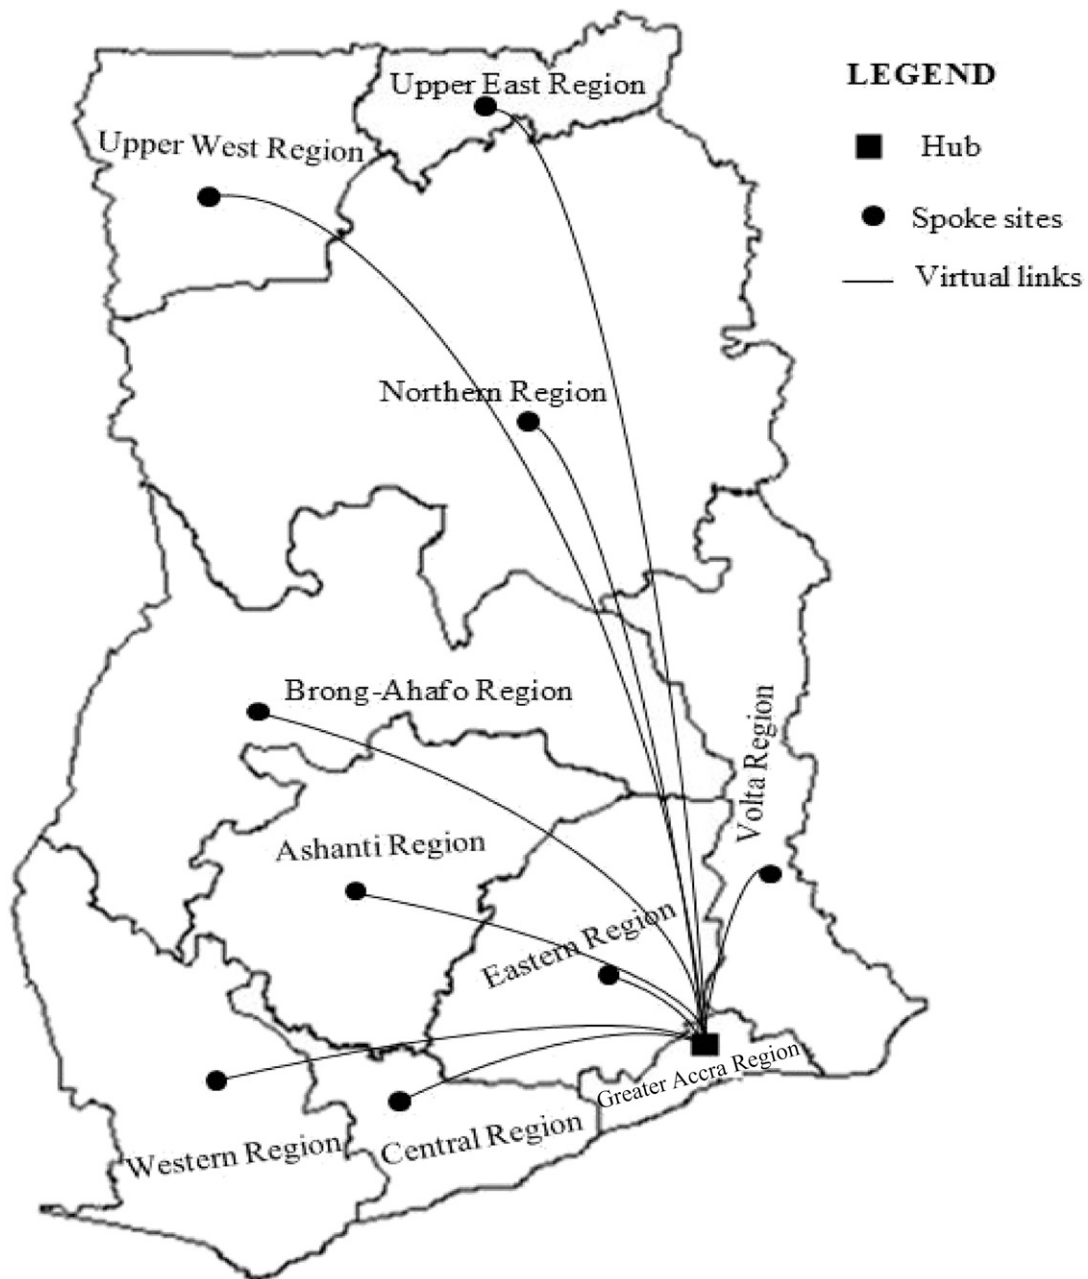 Upper East Region
LEGEND
Upper West Region
Hub
Spoke sites
Virtual links
Northern Region
Brong-Ahafo Region
Volta Region
Ashanti Region
Eastern Region
Greater Accra Region
Western Region
Central Region